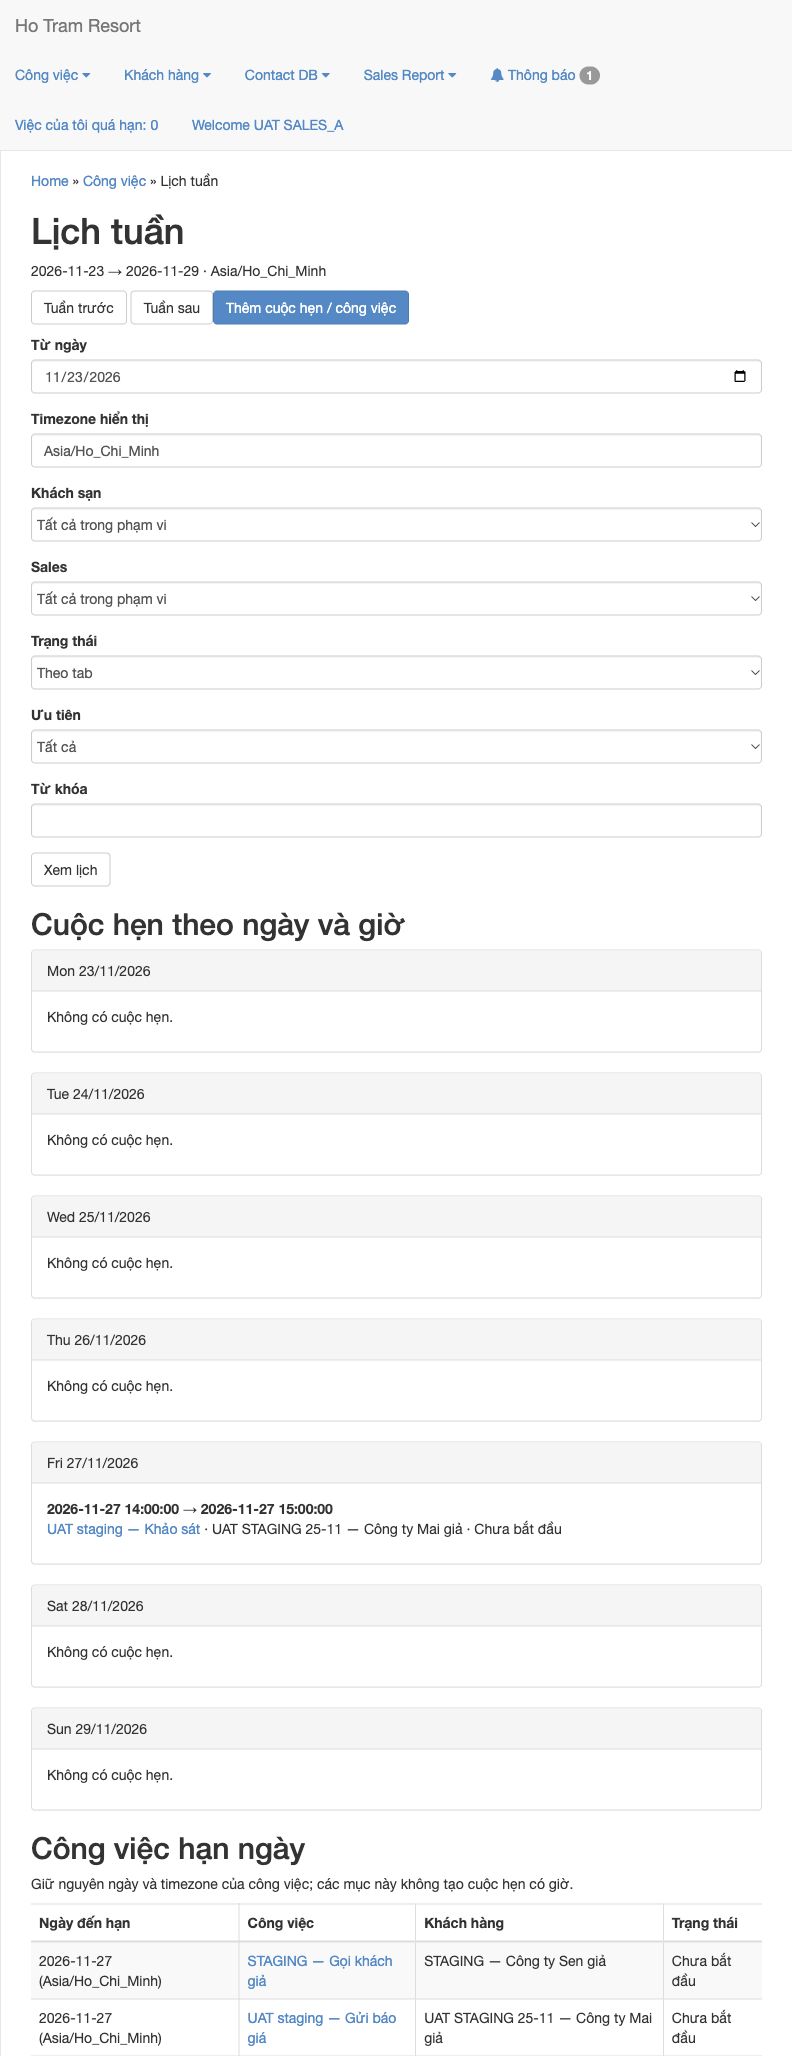 Ho Tram Resort
Công việc Khách hàng Contact DB Sales Report Thông báo 1
Việc của tôi quá hạn: 0 Welcome UAT SALES_A
Home » Công việc » Lịch tuần
Lịch tuần
2026-11-23 → 2026-11-29 · Asia/Ho_Chi_Minh
Tuần trước Tuần sau Thêm cuộc hẹn / công việc
Từ ngày
11/23/2026
Timezone hiển thị
Asia/Ho_Chi_Minh
Khách sạn
Tất cả trong phạm vi
Sales
Tất cả trong phạm vi
Trạng thái
Theo tab
Ưu tiên
Tất cả
Từ khóa
Xem lịch
Cuộc hẹn theo ngày và giờ
Mon 23/11/2026
Không có cuộc hẹn.
Tue 24/11/2026
Không có cuộc hẹn.
Wed 25/11/2026
Không có cuộc hẹn.
Thu 26/11/2026
Không có cuộc hẹn.
Fri 27/11/2026
2026-11-27 14:00:00 → 2026-11-27 15:00:00
UAT staging — Khảo sát · UAT STAGING 25-11 — Công ty Mai giả · Chưa bắt đầu
Sat 28/11/2026
Không có cuộc hẹn.
Sun 29/11/2026
Không có cuộc hẹn.
Công việc hạn ngày
Giữ nguyên ngày và timezone của công việc; các mục này không tạo cuộc hẹn có giờ.
Ngày đến hạn Công việc Khách hàng Trạng thái
2026-11-27 STAGING — Gọi khách STAGING — Công ty Sen giả Chưa bắt
(Asia/Ho_Chi_Minh) giả đầu
2026-11-27 UAT staging — Gửi báo UAT STAGING 25-11 — Công ty Mai Chưa bắt
(Asia/Ho_Chi_Minh) giá giả đầu